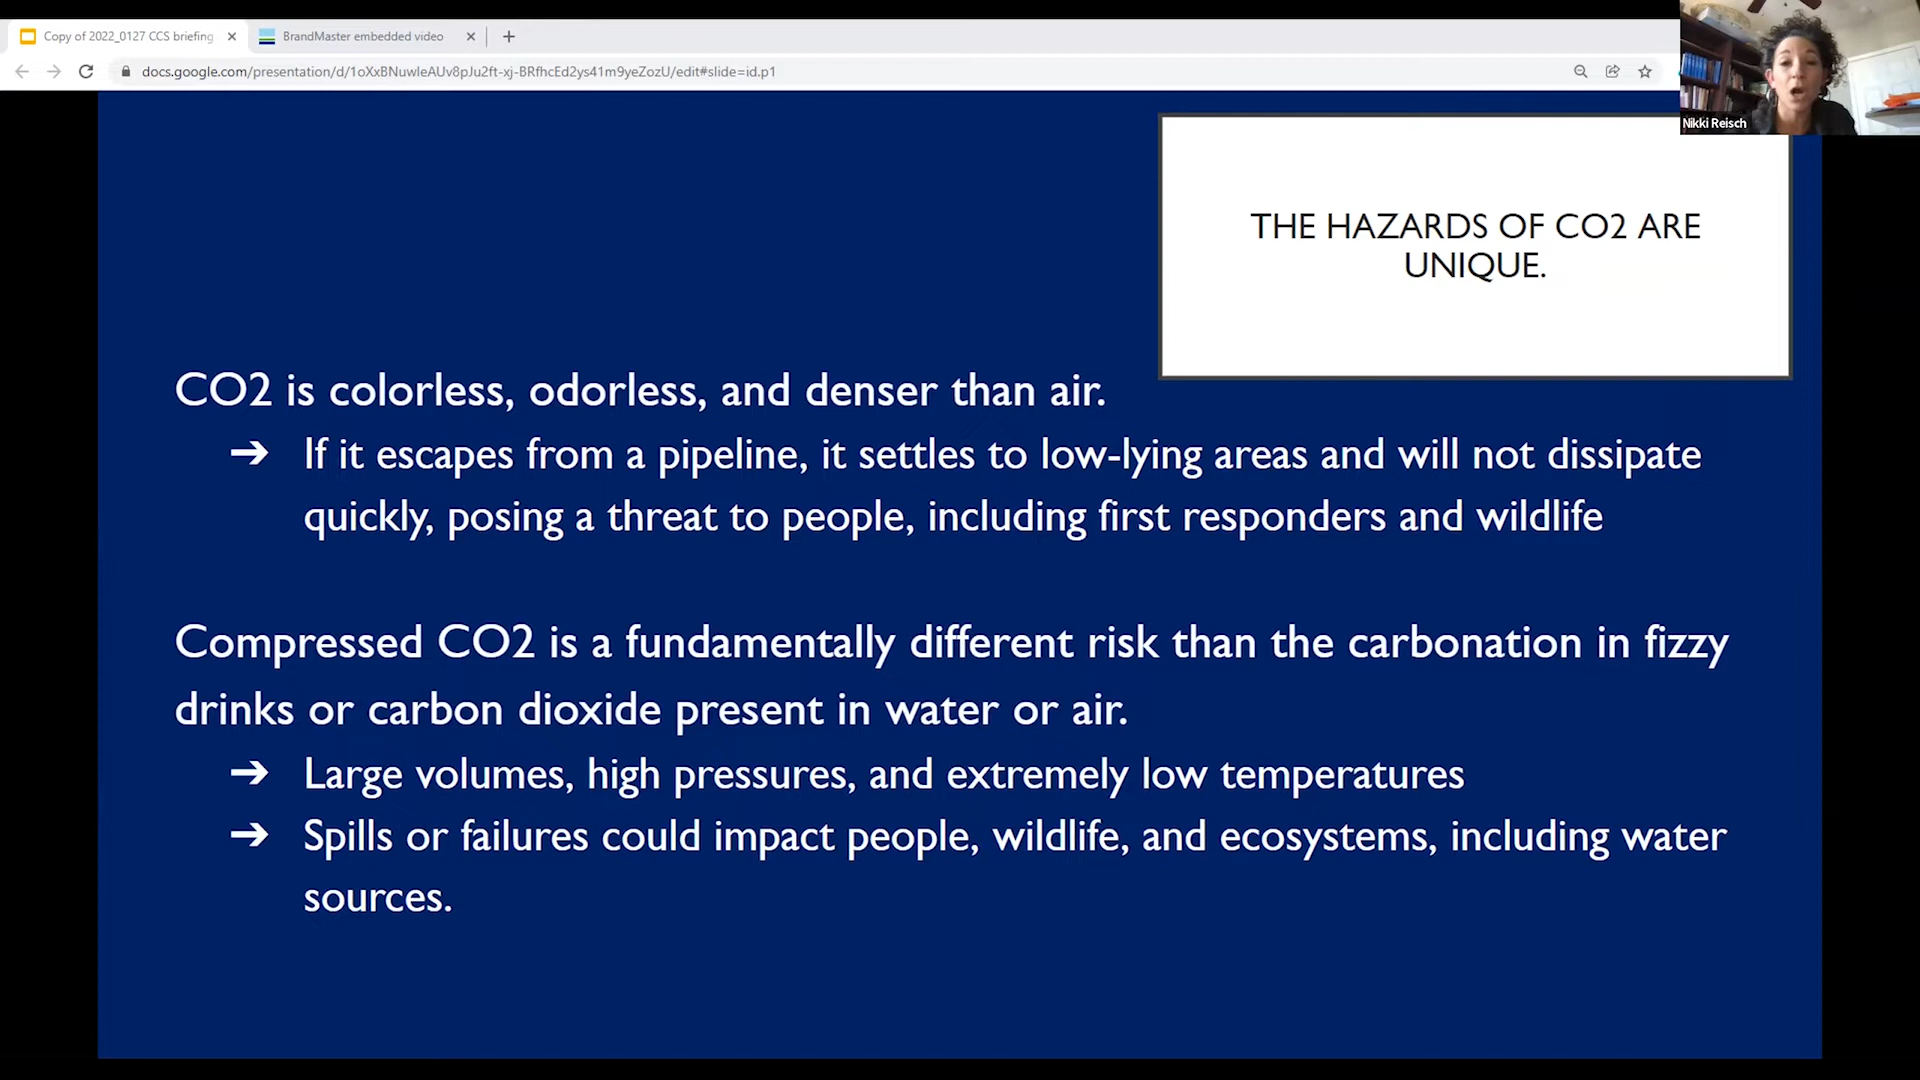 Copy of 2022_0127 CCS briefing
BrandMaster embedded video
docs.google.com/presentation/d/1oXxBNuwleAUv8pJu2ft-xj-BRfhcEd2ys41m9yeZozU/edit#slide=id.p1
Nikki Reisch
THE HAZARDS OF CO2 ARE
UNIQUE.
CO2 is colorless, odorless, and denser than air.
➔ If it escapes from a pipeline, it settles to low-lying areas and will not dissipate
quickly, posing a threat to people, including first responders and wildlife
Compressed CO2 is a fundamentally different risk than the carbonation in fizzy
drinks or carbon dioxide present in water or air.
➔ Large volumes, high pressures, and extremely low temperatures
➔ Spills or failures could impact people, wildlife, and ecosystems, including water
sources.